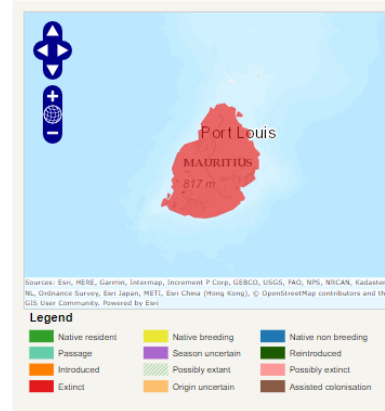 Port Louis
MAURITIUS
817 m
Sources: Esri, HERE, Garmin, Intermap, increment P Corp, GEBCO, USGS, FAO, NPS, NRCAN, Kadaster
NL, Ordnance Survey, Esri Japan, METI, Esri China (Hong Kong), © OpenStreetMap contributors and th
GIS User Community, Powered by Esri
Legend
Native resident Native breeding Native non breeding
Passage Season uncertain Reintroduced
Introduced Possibly extant Possibly extinct
Extinct Origin uncertain Assisted colonisation